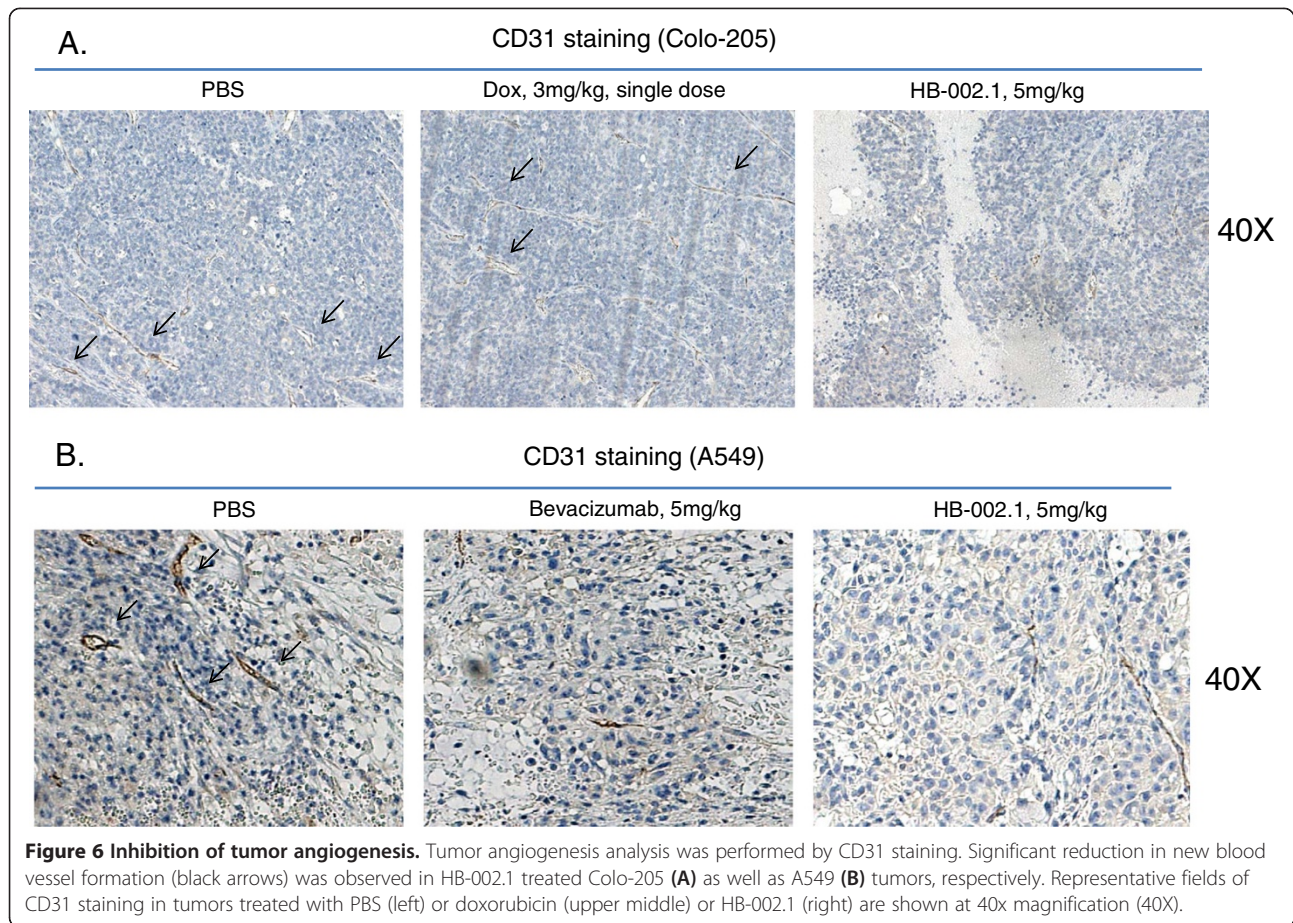 A.
CD31 staining (Colo-205)
PBS
Dox, 3mg/kg, single dose
HB-002.1, 5mg/kg
40X
B.
CD31 staining (A549)
PBS
Bevacizumab, 5mg/kg
HB-002.1, 5mg/kg
40X
Figure 6 Inhibition of tumor angiogenesis. Tumor angiogenesis analysis was performed by CD31 staining. Significant reduction in new blood
vessel formation (black arrows) was observed in HB-002.1 treated Colo-205 (A) as well as A549 (B) tumors, respectively. Representative fields of
CD31 staining in tumors treated with PBS (left) or doxorubicin (upper middle) or HB-002.1 (right) are shown at 40x magnification (40X).